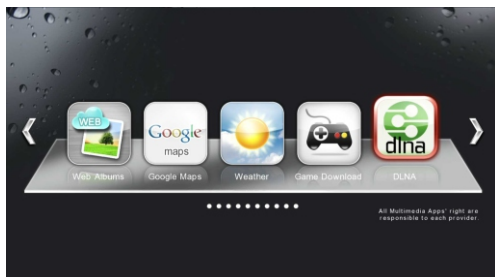 WEB
Google
maps
dlna
Web Albums
Google Maps
Weather
Game Download
DLNA
All Multimedia Apps' right are
responsible to each provider.